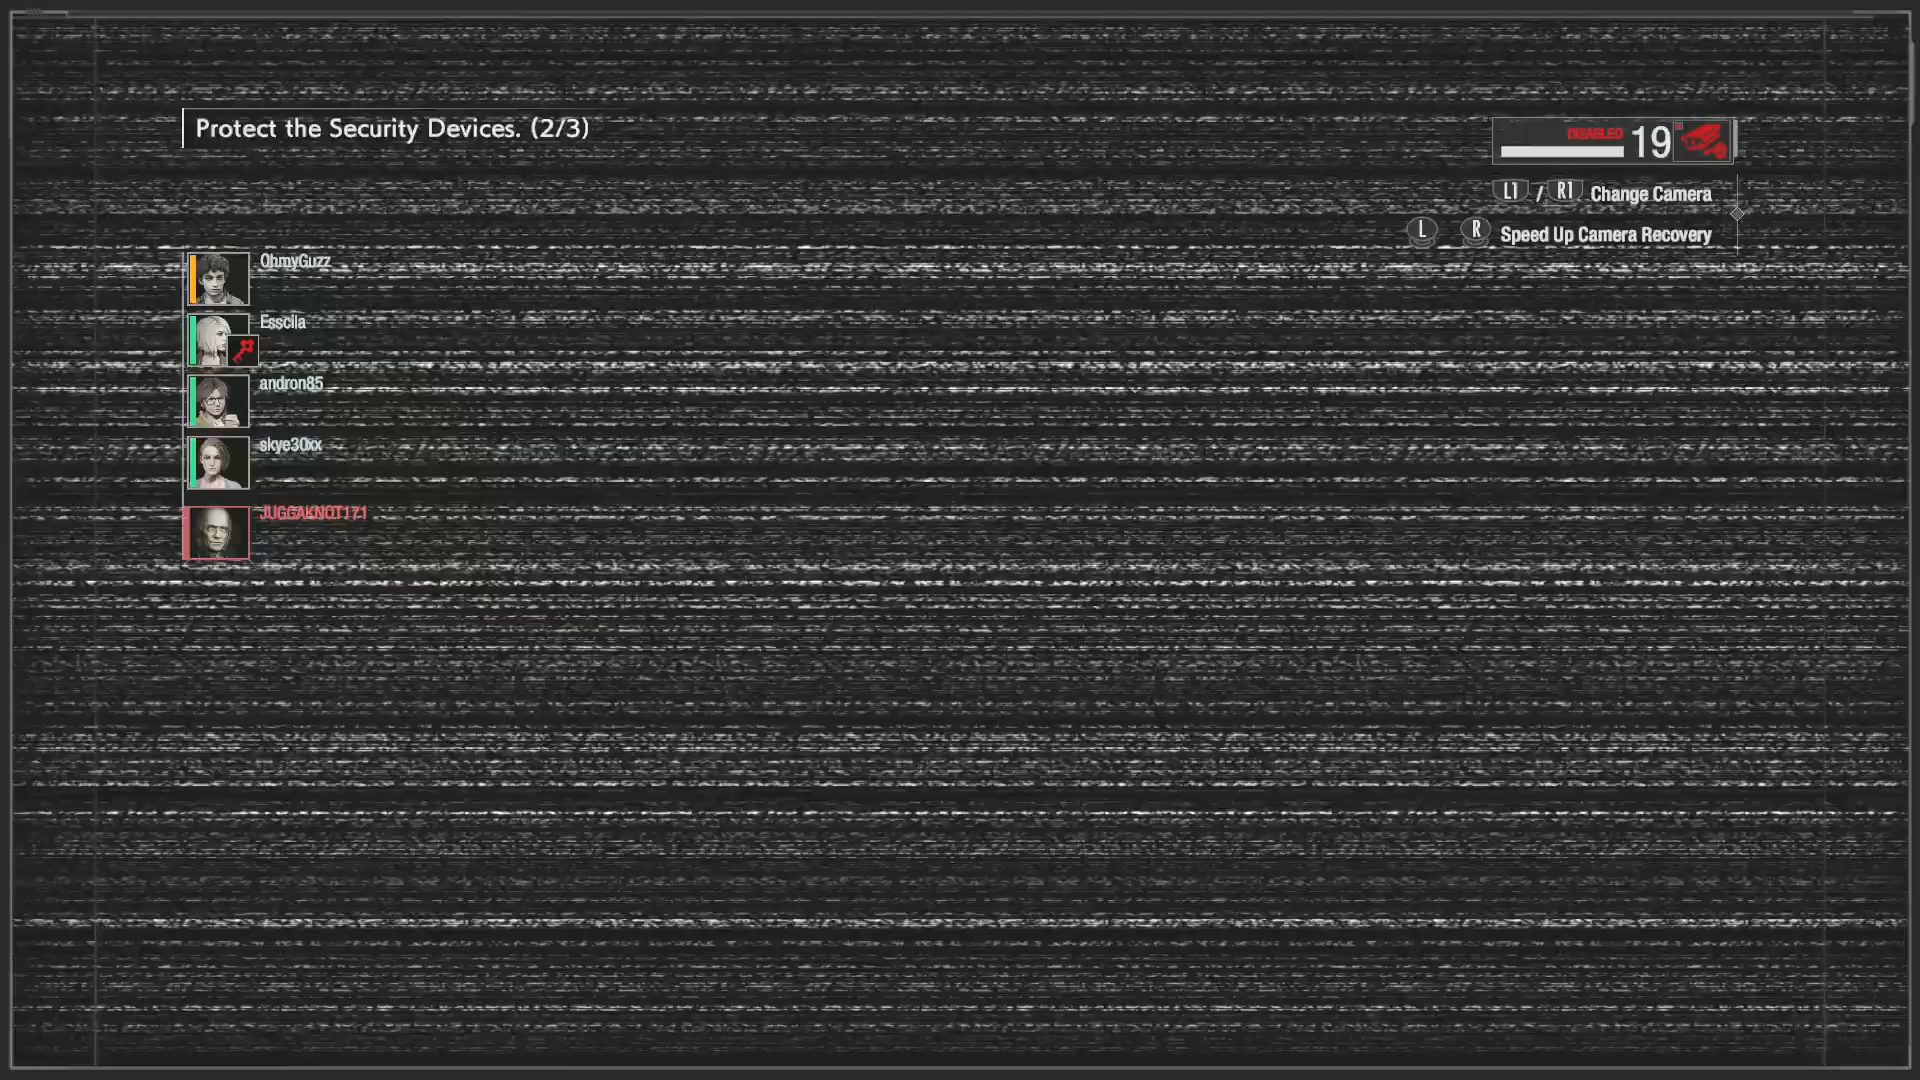 Protect the Security Devices. (2/3)
DISABLED 19
L1 / R1 Change Camera
L R Speed Up Camera Recovery
OhmyGuzz
Esscila
andron85
skye30xx
JUGGAKNOT171